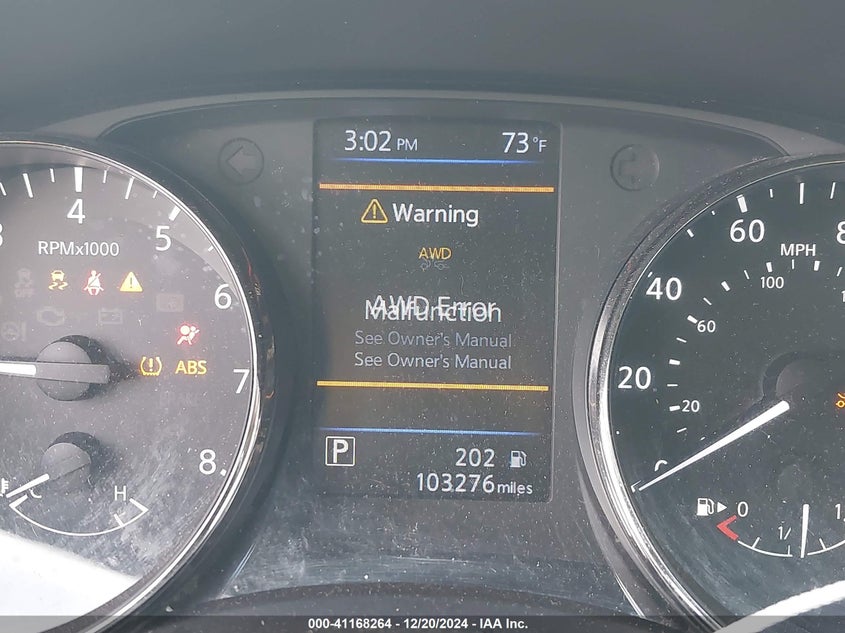 3:02 PM 73°F
Warning
AWD
AWD Error
Malfunction
See Owner's Manual
See Owner's Manual
P
202
103276 miles
4
5
6
7
8
RPMx1000
ABS
C H
0
20
40
60
MPH
20
60
100
0 1/
000-41168264 - 12/20/2024 - IAA Inc.